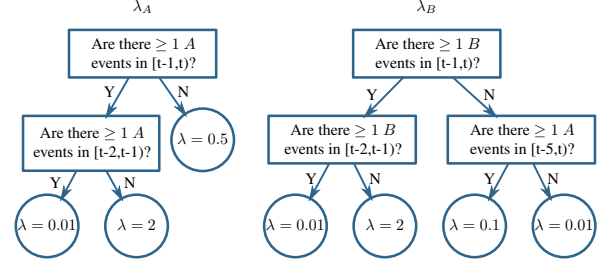 λ_A
Are there ≥ 1 A
events in [t-1,t)?
Y
N
Are there ≥ 1 A
events in [t-2,t-1)?
λ = 0.5
Y
N
λ = 0.01
λ = 2
λ_B
Are there ≥ 1 B
events in [t-1,t)?
Y
N
Are there ≥ 1 B
events in [t-2,t-1)?
Are there ≥ 1 A
events in [t-5,t)?
Y
N
Y
N
λ = 0.01
λ = 2
λ = 0.1
λ = 0.01